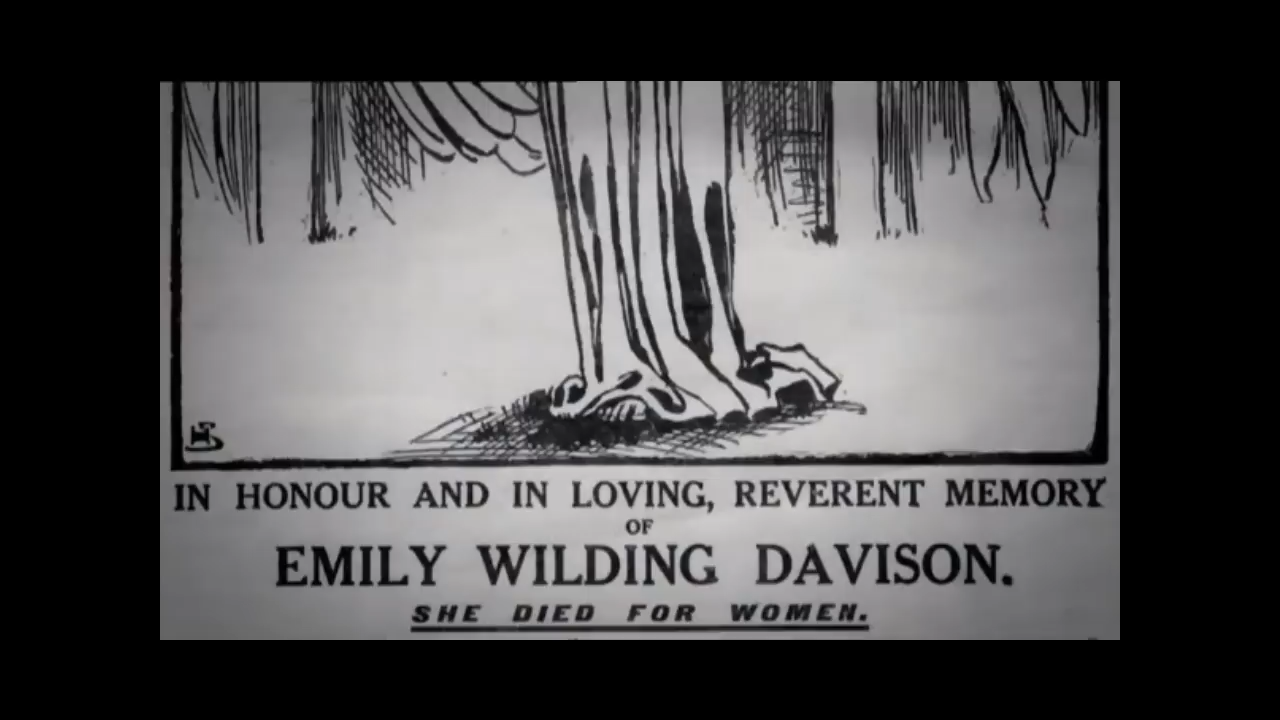 IN HONOUR AND IN LOVING, REVERENT MEMORY
OF
EMILY WILDING DAVISON.
SHE DIED FOR WOMEN.